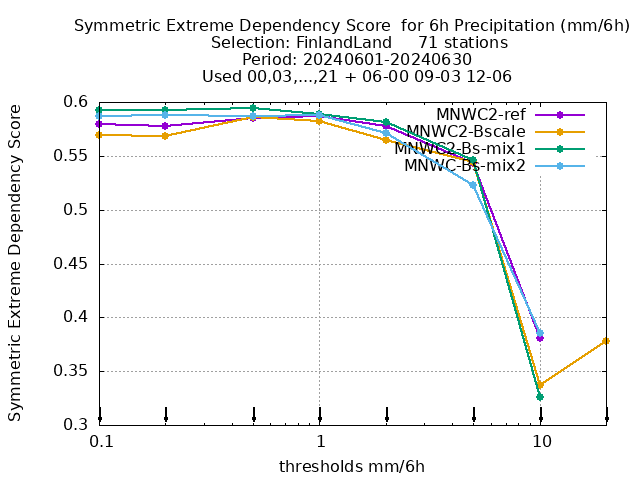 Symmetric Extreme Dependency Score  for 6h Precipitation (mm/6h)
Selection: FinlandLand     71 stations
Period: 20240601-20240630
Used 00,03,...,21 + 06-00 09-03 12-06
Symmetric Extreme Dependency Score
0.6
0.55
0.5
0.45
0.4
0.35
0.3
MNWC2-ref
MNWC2-Bscale
MNWC2-Bs-mix1
MNWC-Bs-mix2
0.1 1 10
thresholds mm/6h